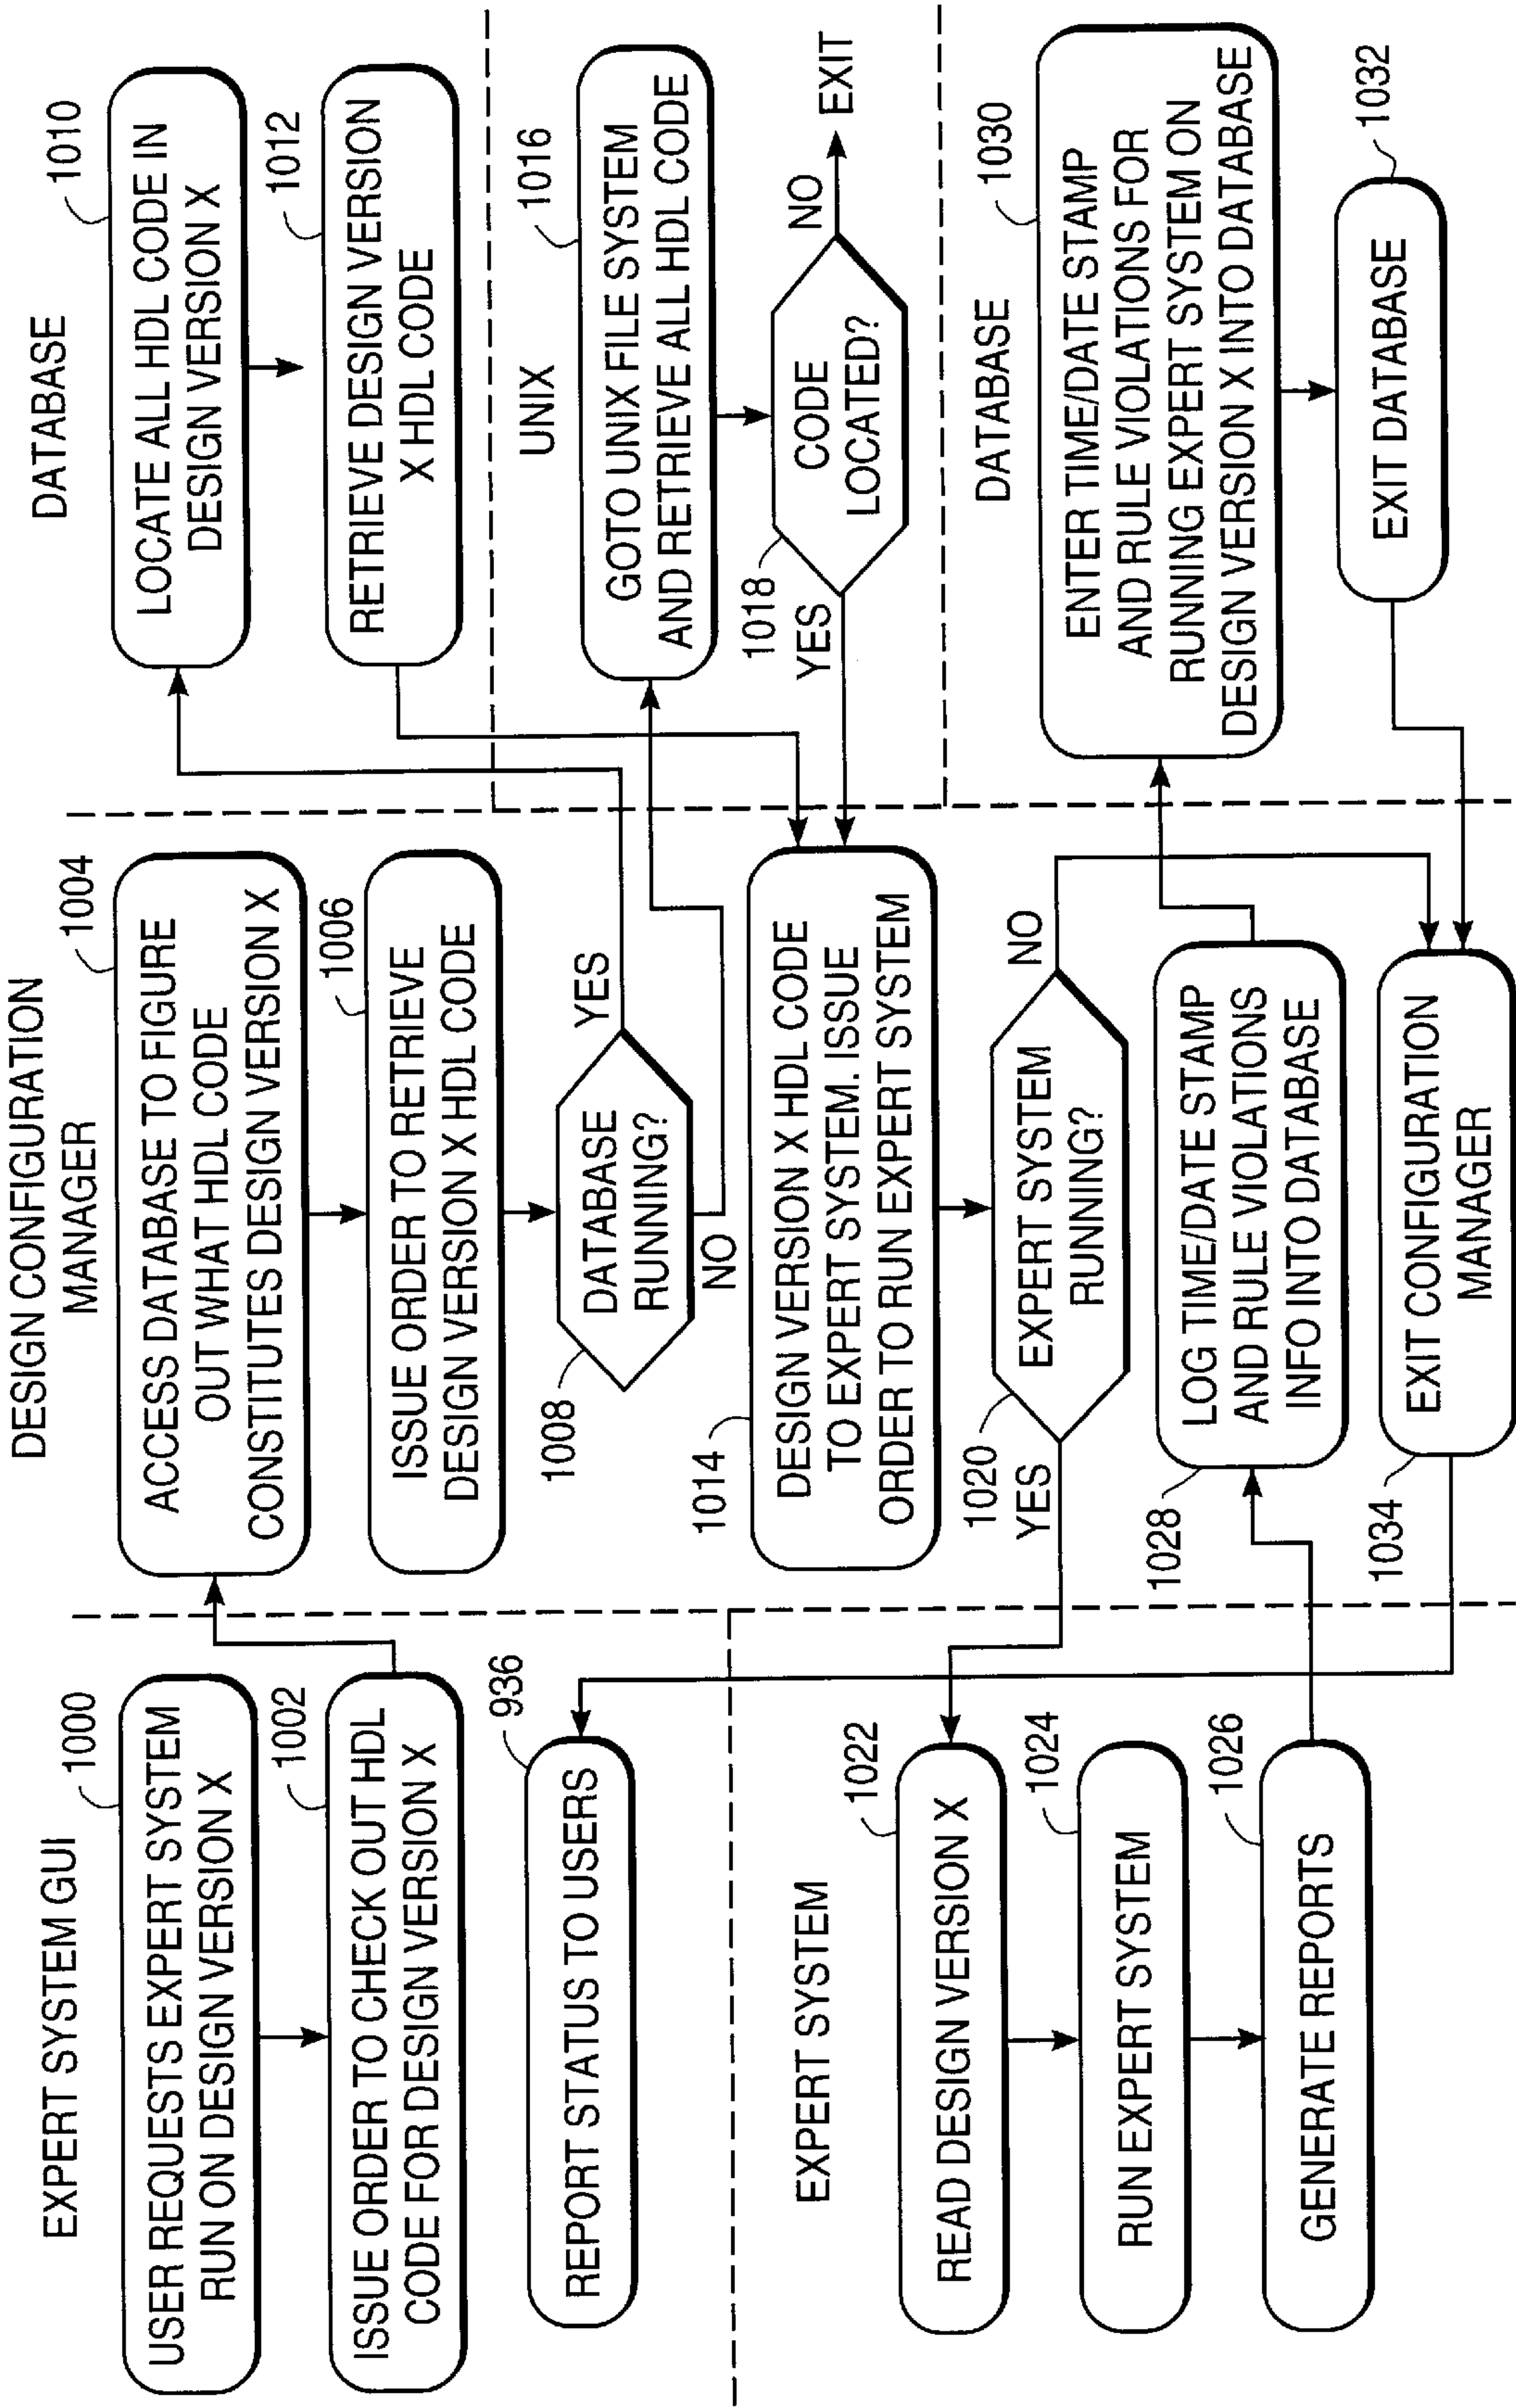 EXPERT SYSTEM GUI
1000
USER REQUESTS EXPERT SYSTEM
RUN ON DESIGN VERSION X
1002
ISSUE ORDER TO CHECK OUT HDL
CODE FOR DESIGN VERSION X
936
REPORT STATUS TO USERS
EXPERT SYSTEM
1022
READ DESIGN VERSION X
1024
RUN EXPERT SYSTEM
1026
GENERATE REPORTS
DESIGN CONFIGURATION
MANAGER
1004
ACCESS DATABASE TO FIGURE
OUT WHAT HDL CODE
CONSTITUTES DESIGN VERSION X
1006
ISSUE ORDER TO RETRIEVE
DESIGN VERSION X HDL CODE
1008
DATABASE
RUNNING?
YES
NO
1014
DESIGN VERSION X HDL CODE
TO EXPERT SYSTEM. ISSUE
ORDER TO RUN EXPERT SYSTEM
1020
EXPERT SYSTEM
RUNNING?
YES
NO
1028
LOG TIME/DATE STAMP
AND RULE VIOLATIONS
INFO INTO DATABASE
1034
EXIT CONFIGURATION
MANAGER
DATABASE
1010
LOCATE ALL HDL CODE IN
DESIGN VERSION X
1012
RETRIEVE DESIGN VERSION
X HDL CODE
UNIX
1016
GOTO UNIX FILE SYSTEM
AND RETRIEVE ALL HDL CODE
1018
CODE
LOCATED?
YES
NO
EXIT
DATABASE
1030
ENTER TIME/DATE STAMP
AND RULE VIOLATIONS FOR
RUNNING EXPERT SYSTEM ON
DESIGN VERSION X INTO DATABASE
1032
EXIT DATABASE